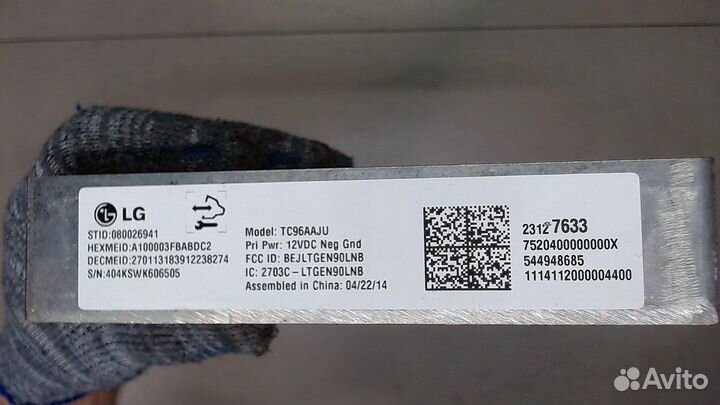 LG
STID:080026941
HEXMEID:A100003FBABDC2
DECMEID:270113183912238274
S/N:404KSWK606505
Model: TC96AAJU
Pri Pwr: 12VDC Neg Gnd
FCC ID: BEJLTGEN90LNB
IC: 2703C-LTGEN90LNB
Assembled in China: 04/22/14
23127633
7520400000000X
544948685
1114112000004400
Avito